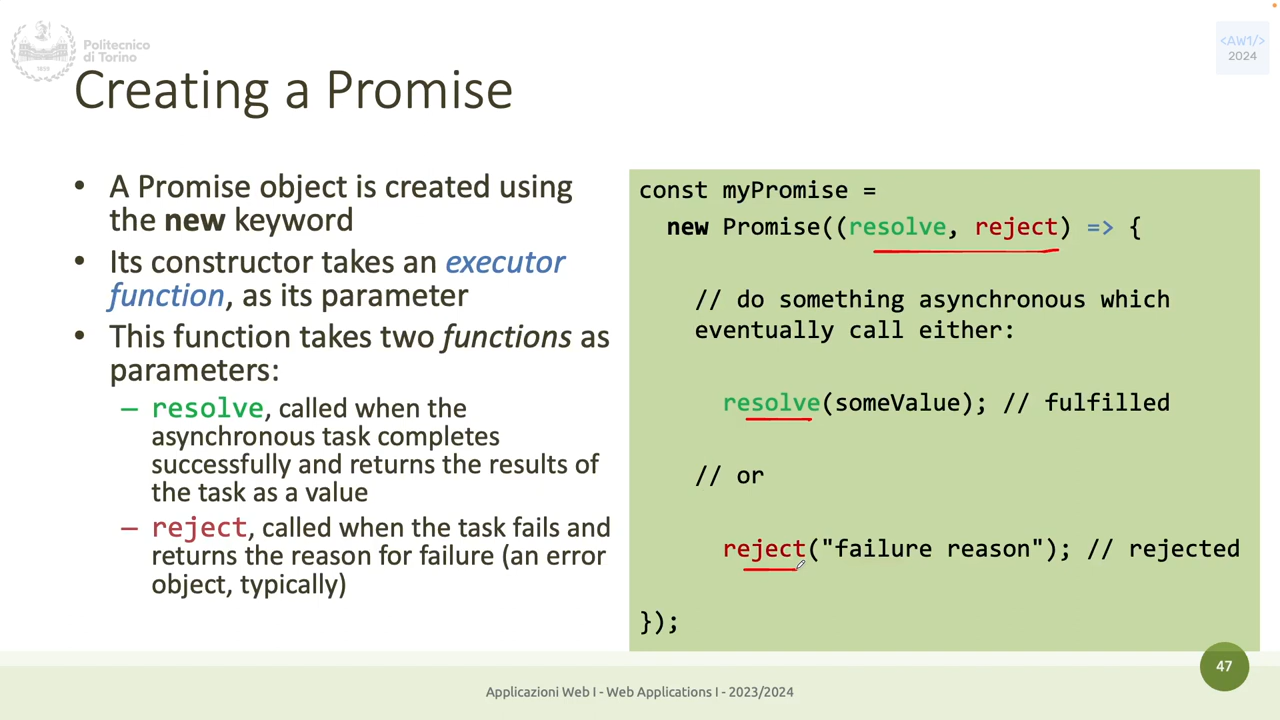 Politecnico
di Torino
1859
<AW1/>
2024
Creating a Promise
• A Promise object is created using
the new keyword
• Its constructor takes an executor
function, as its parameter
• This function takes two functions as
parameters:
– resolve, called when the
asynchronous task completes
successfully and returns the results of
the task as a value
– reject, called when the task fails and
returns the reason for failure (an error
object, typically)
const myPromise =
new Promise((resolve, reject) => {
// do something asynchronous which
eventually call either:
resolve(someValue); // fulfilled
// or
reject("failure reason"); // rejected
});
47
Applicazioni Web I - Web Applications I - 2023/2024